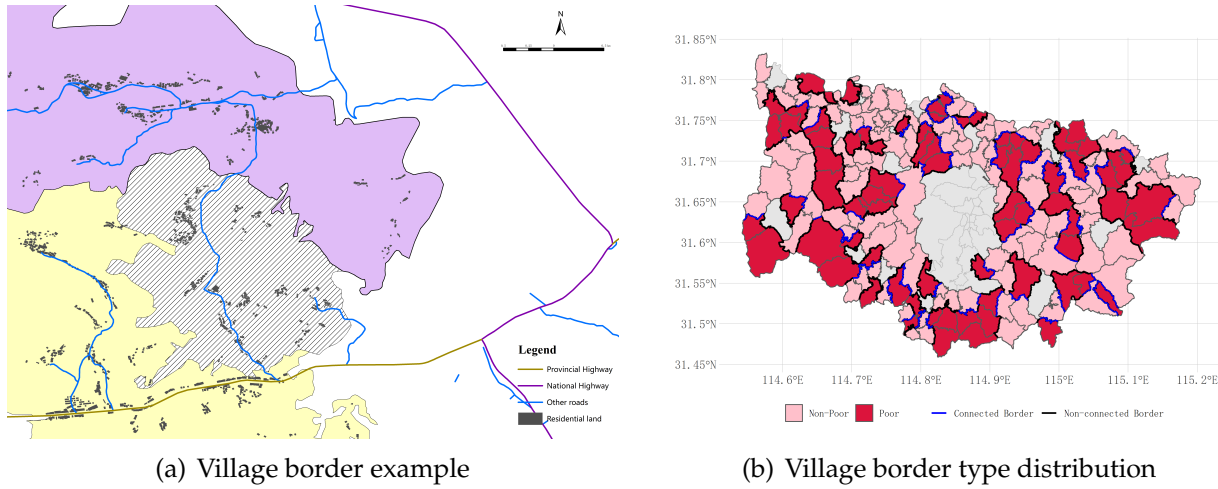 N
Legend
Provincial Highway
National Highway
Other roads
Residential land
(a) Village border example
31.85°N
31.8°N
31.75°N
31.7°N
31.65°N
31.6°N
31.55°N
31.5°N
31.45°N
114.6°E 114.7°E 114.8°E 114.9°E 115°E 115.1°E 115.2°E
Non-Poor Poor Connected Border Non-connected Border
(b) Village border type distribution